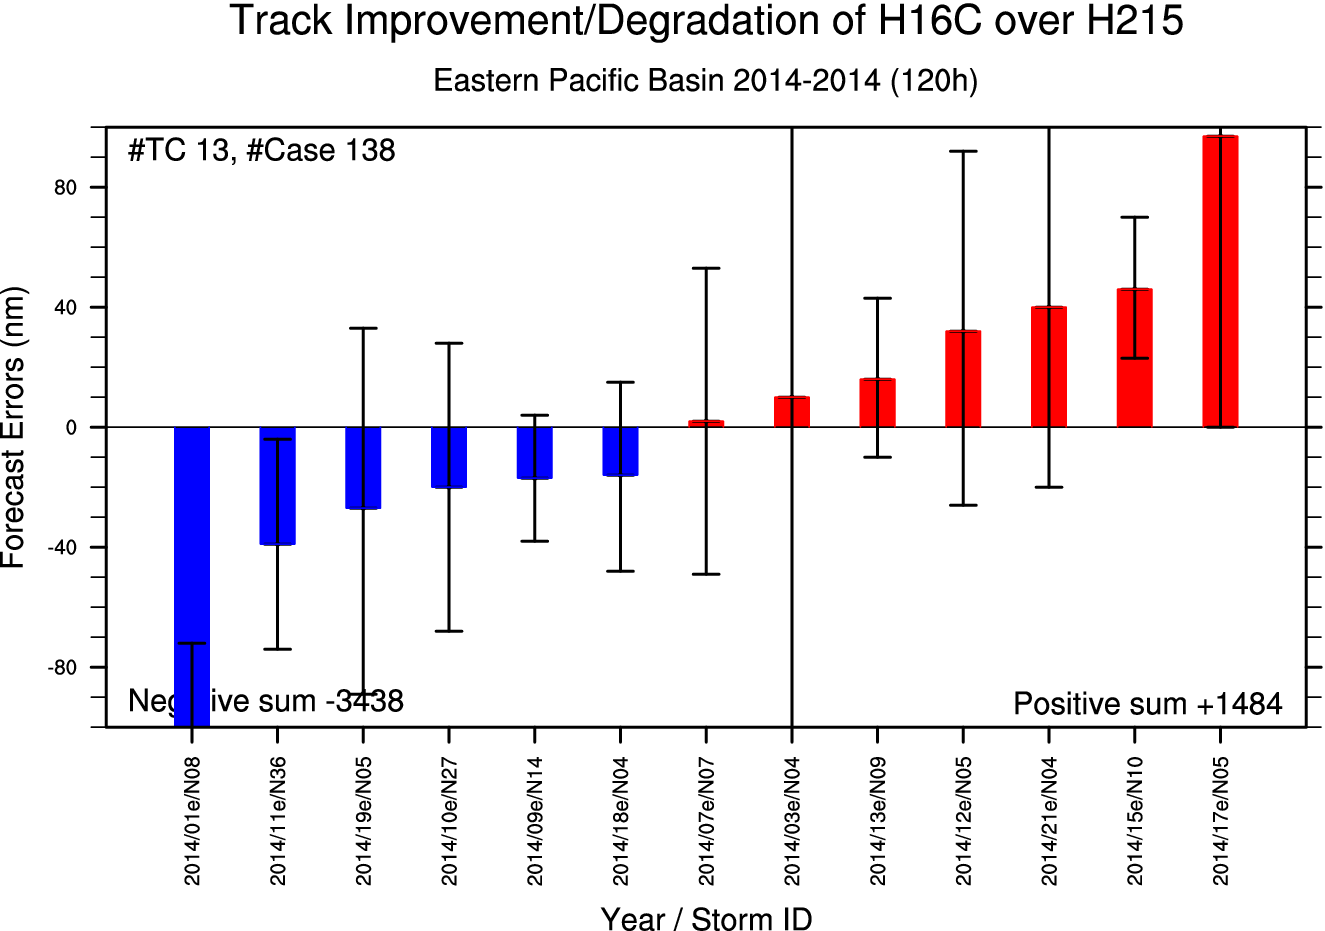 Track Improvement/Degradation of H16C over H215
Eastern Pacific Basin 2014-2014 (120h)
#TC 13, #Case 138
80
40
0
-40
-80
Forecast Errors (nm)
Negative sum -3438
Positive sum +1484
2014/01e/N08
2014/11e/N36
2014/19e/N05
2014/10e/N27
2014/09e/N14
2014/18e/N04
2014/07e/N07
2014/03e/N04
2014/13e/N09
2014/12e/N05
2014/21e/N04
2014/15e/N10
2014/17e/N05
Year / Storm ID